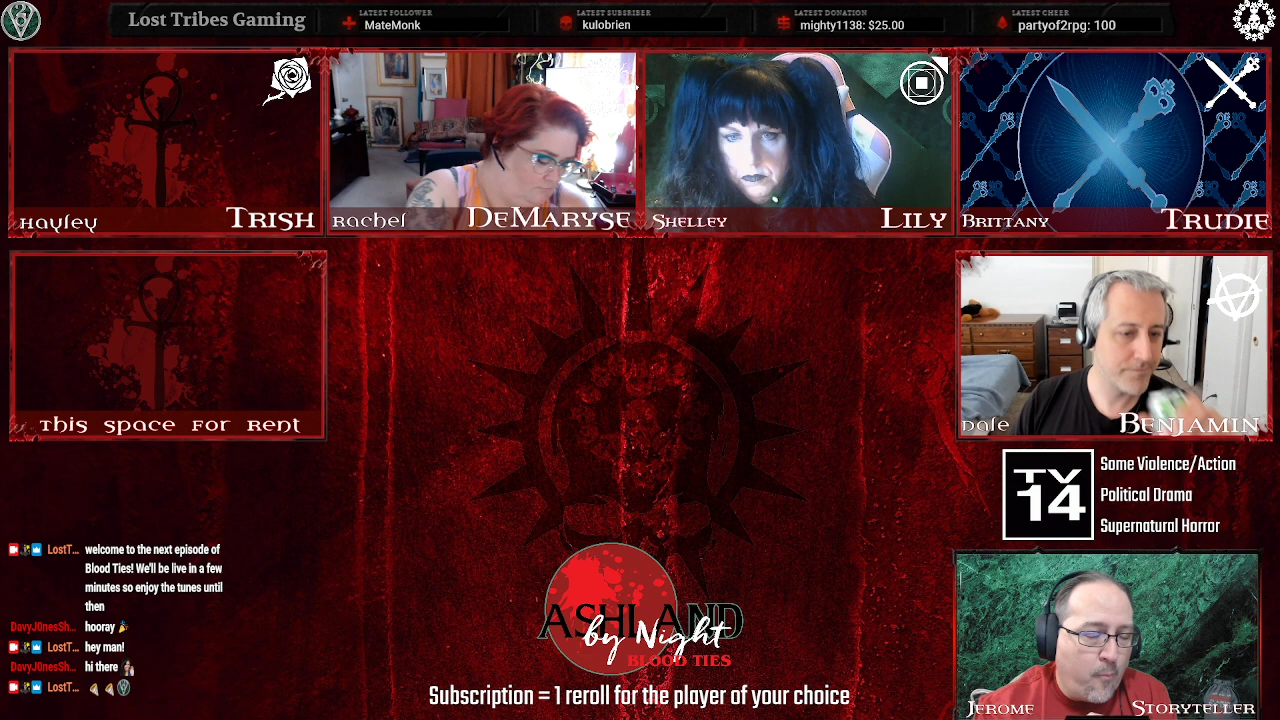 Lost Tribes Gaming
LATEST FOLLOWER
MateMonk
LATEST SUBSRIBER
kulobrien
LATEST DONATION
mighty1138: $25.00
LATEST CHEER
partyof2rpg: 100
Hayley TRISH
Rachel DEMARYSE
SHELLEY LILY
BRITTANY TRUDIE
This space for rent
Dale BENJAMIN
TV
14
Some Violence/Action
Political Drama
Supernatural Horror
LostT... welcome to the next episode of
Blood Ties! We'll be live in a few
minutes so enjoy the tunes until
then
DavyJ0nesSh... hooray
LostT... hey man!
DavyJ0nesSh... hi there
LostT...
ASHLAND
by Night
BLOOD TIES
Subscription = 1 reroll for the player of your choice
JEROME STORYTELLER